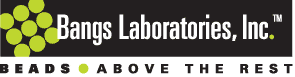 Bangs Laboratories, Inc.™
BEADS ● ABOVE THE REST